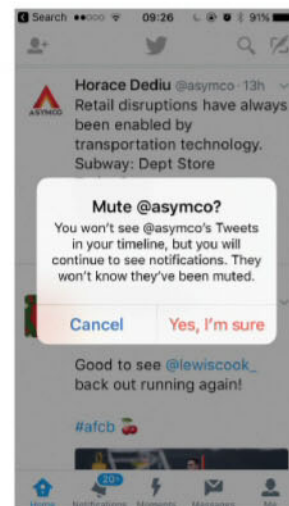 Search 09:26 91%
Horace Dediu @asymco · 13h
Retail disruptions have always
been enabled by
transportation technology.
Subway: Dept Store
ASYMCO
Mute @asymco?
You won't see @asymco's Tweets
in your timeline, but you will
continue to see notifications. They
won't know they've been muted.
Cancel Yes, I'm sure
Good to see @lewiscook_
back out running again!
#afcb
20+
Home Notifications Moments Messages Me